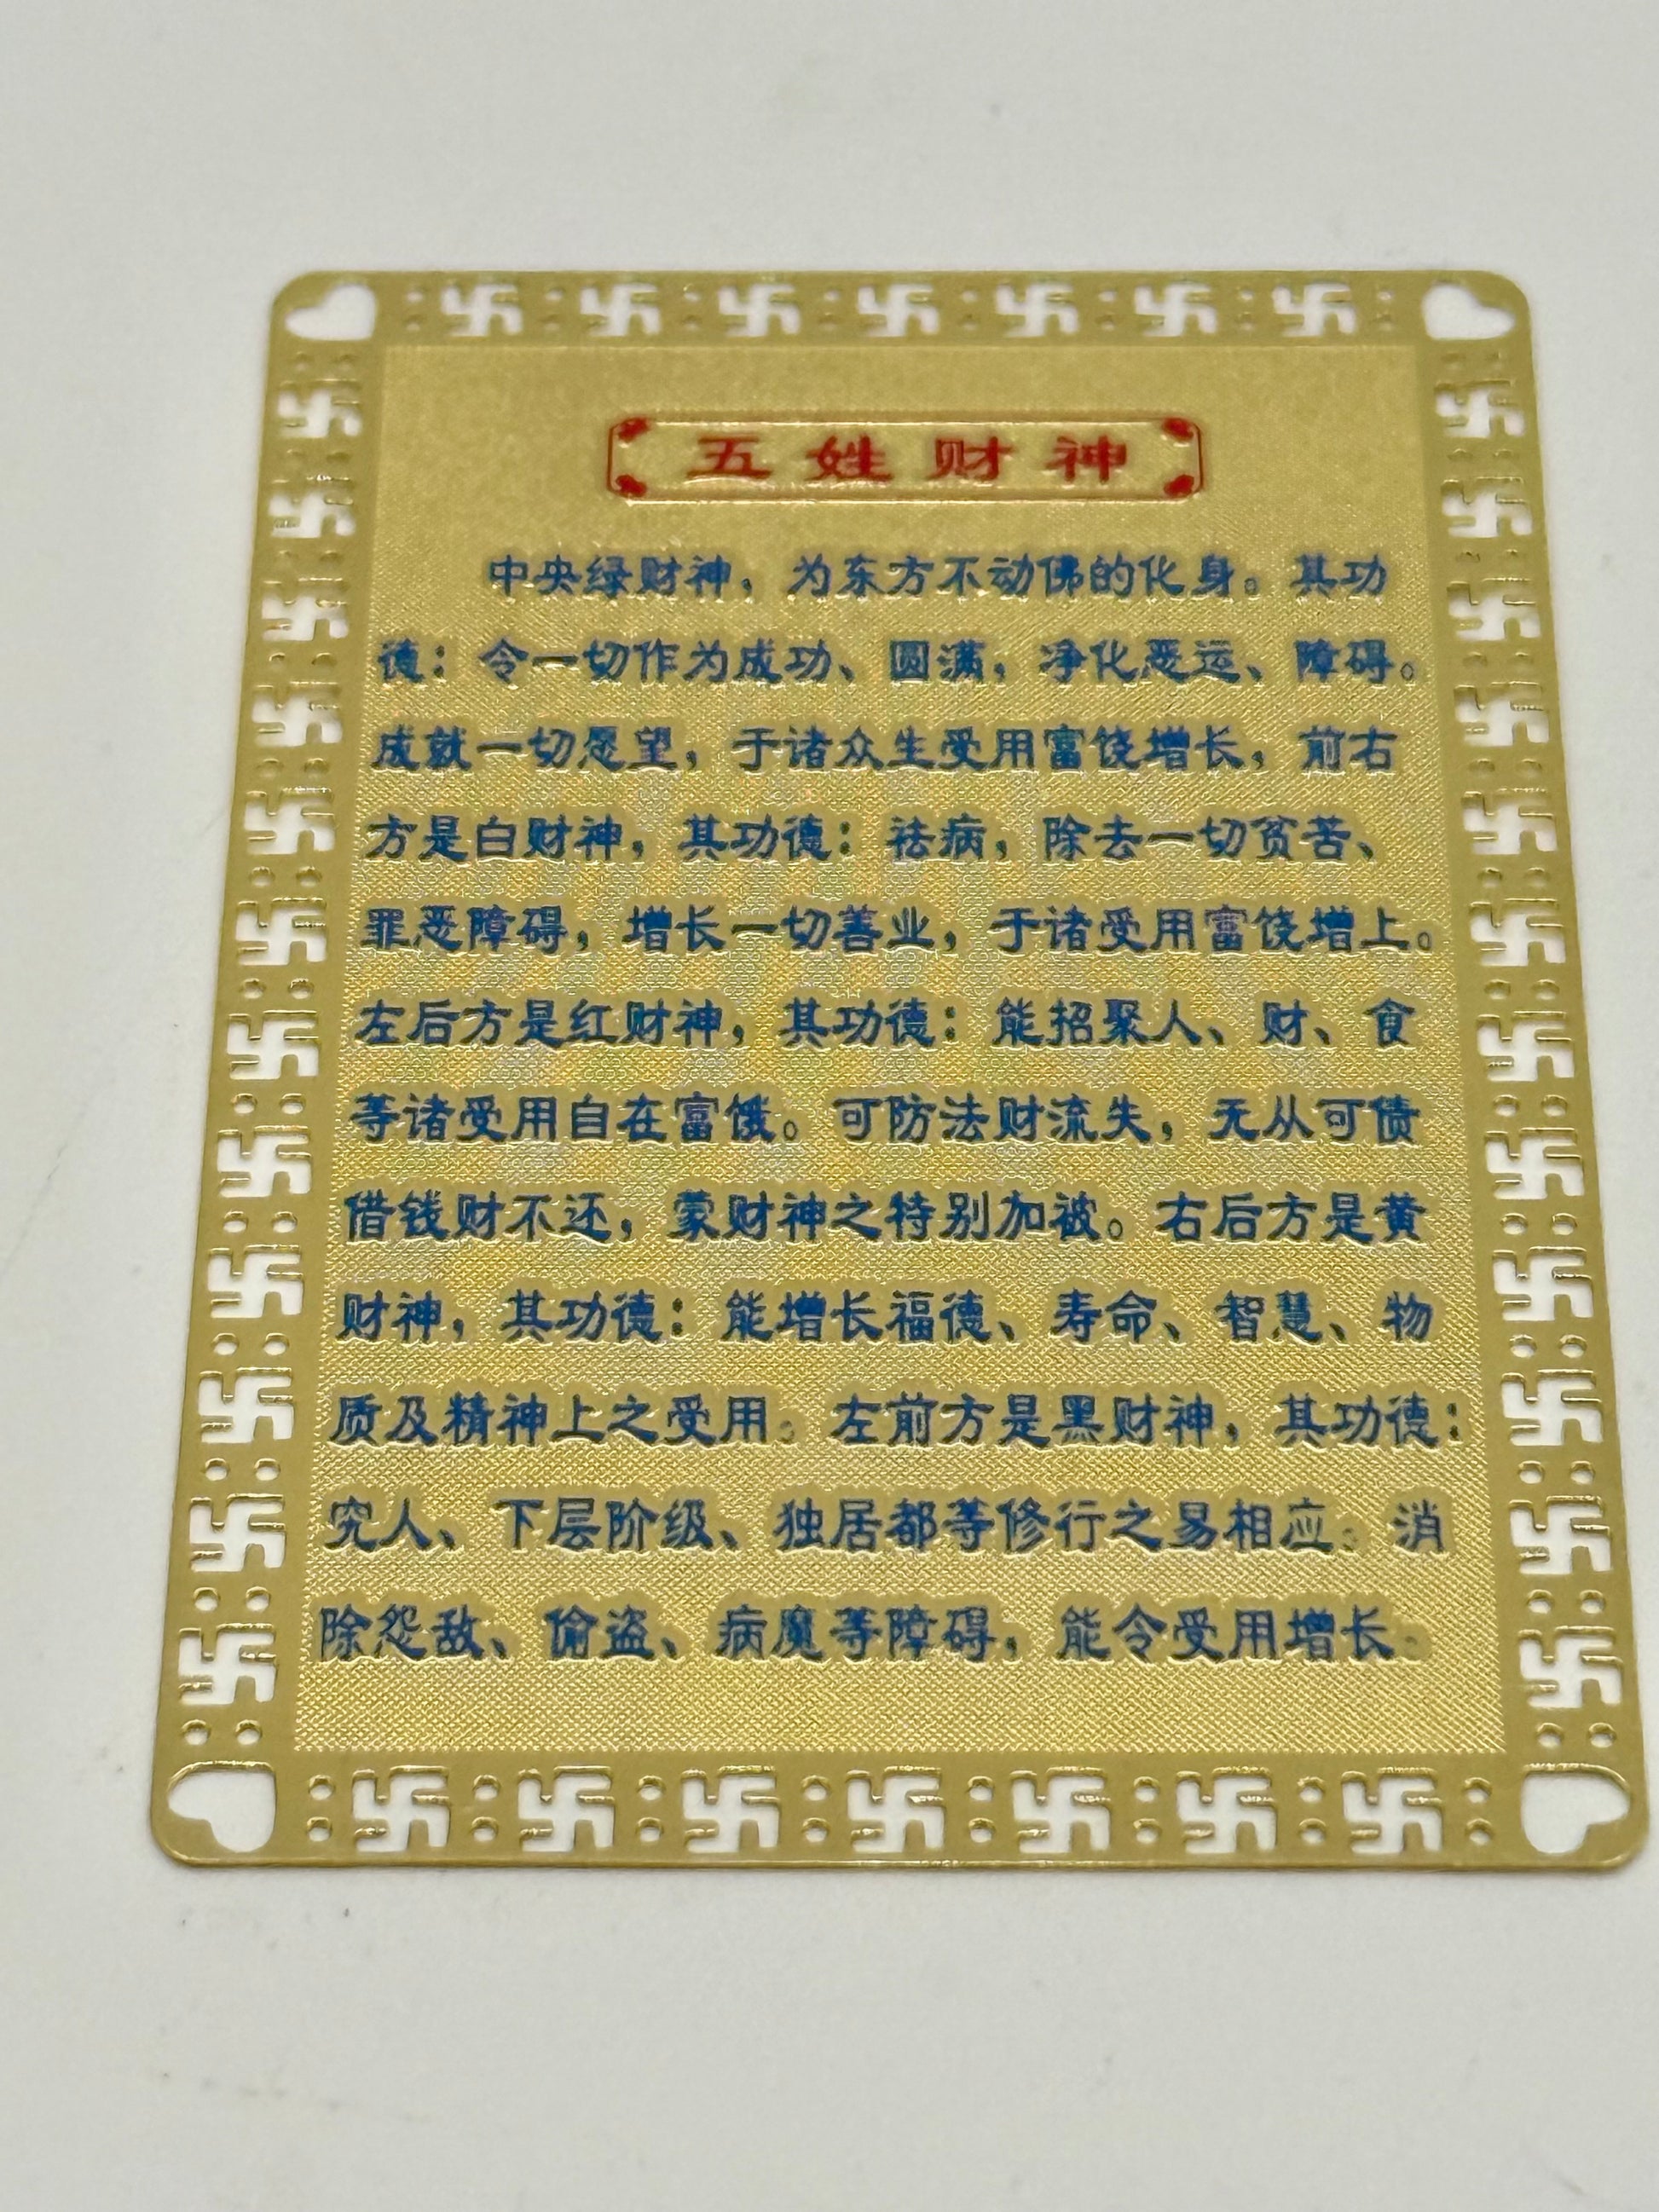 五姓财神
中央绿财神，为东方不动佛的化身。其功
德：令一切作为成功、圆满，净化恶运、障碍。
成就一切愿望，于诸众生受用富饶增长，前右
方是白财神，其功德：祛病，除去一切贫苦、
罪恶障碍，增长一切善业，于诸受用富饶增上。
左后方是红财神，其功德：能招聚人、财、食
等诸受用自在富饿。可防法财流失，无从可债
借钱财不还，蒙财神之特别加被。右后方是黄
财神，其功德：能增长福德、寿命、智慧、物
质及精神上之受用。左前方是黑财神，其功德：
究人、下层阶级、独居都等修行之易相应。消
除怨敌、偷盗、病魔等障碍，能令受用增长。